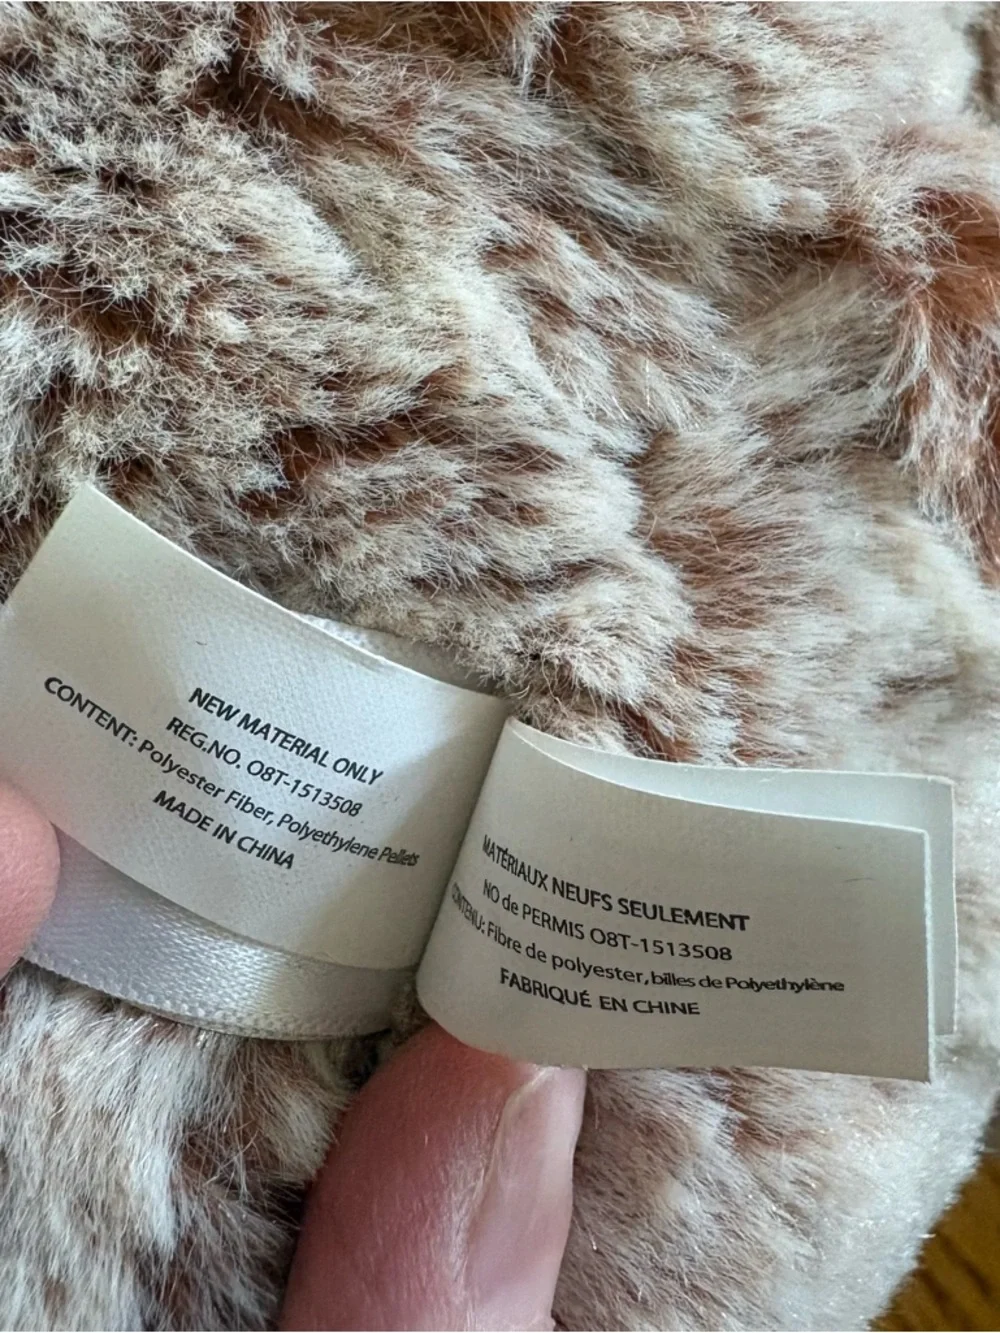 NEW MATERIAL ONLY
REG.NO. O8T-1513508
CONTENT: Polyester Fiber, Polyethylene Pellets
MADE IN CHINA
MATÉRIAUX NEUFS SEULEMENT
NO de PERMIS O8T-1513508
CONTENU: Fibre de polyester, billes de Polyethylène
FABRIQUÉ EN CHINE